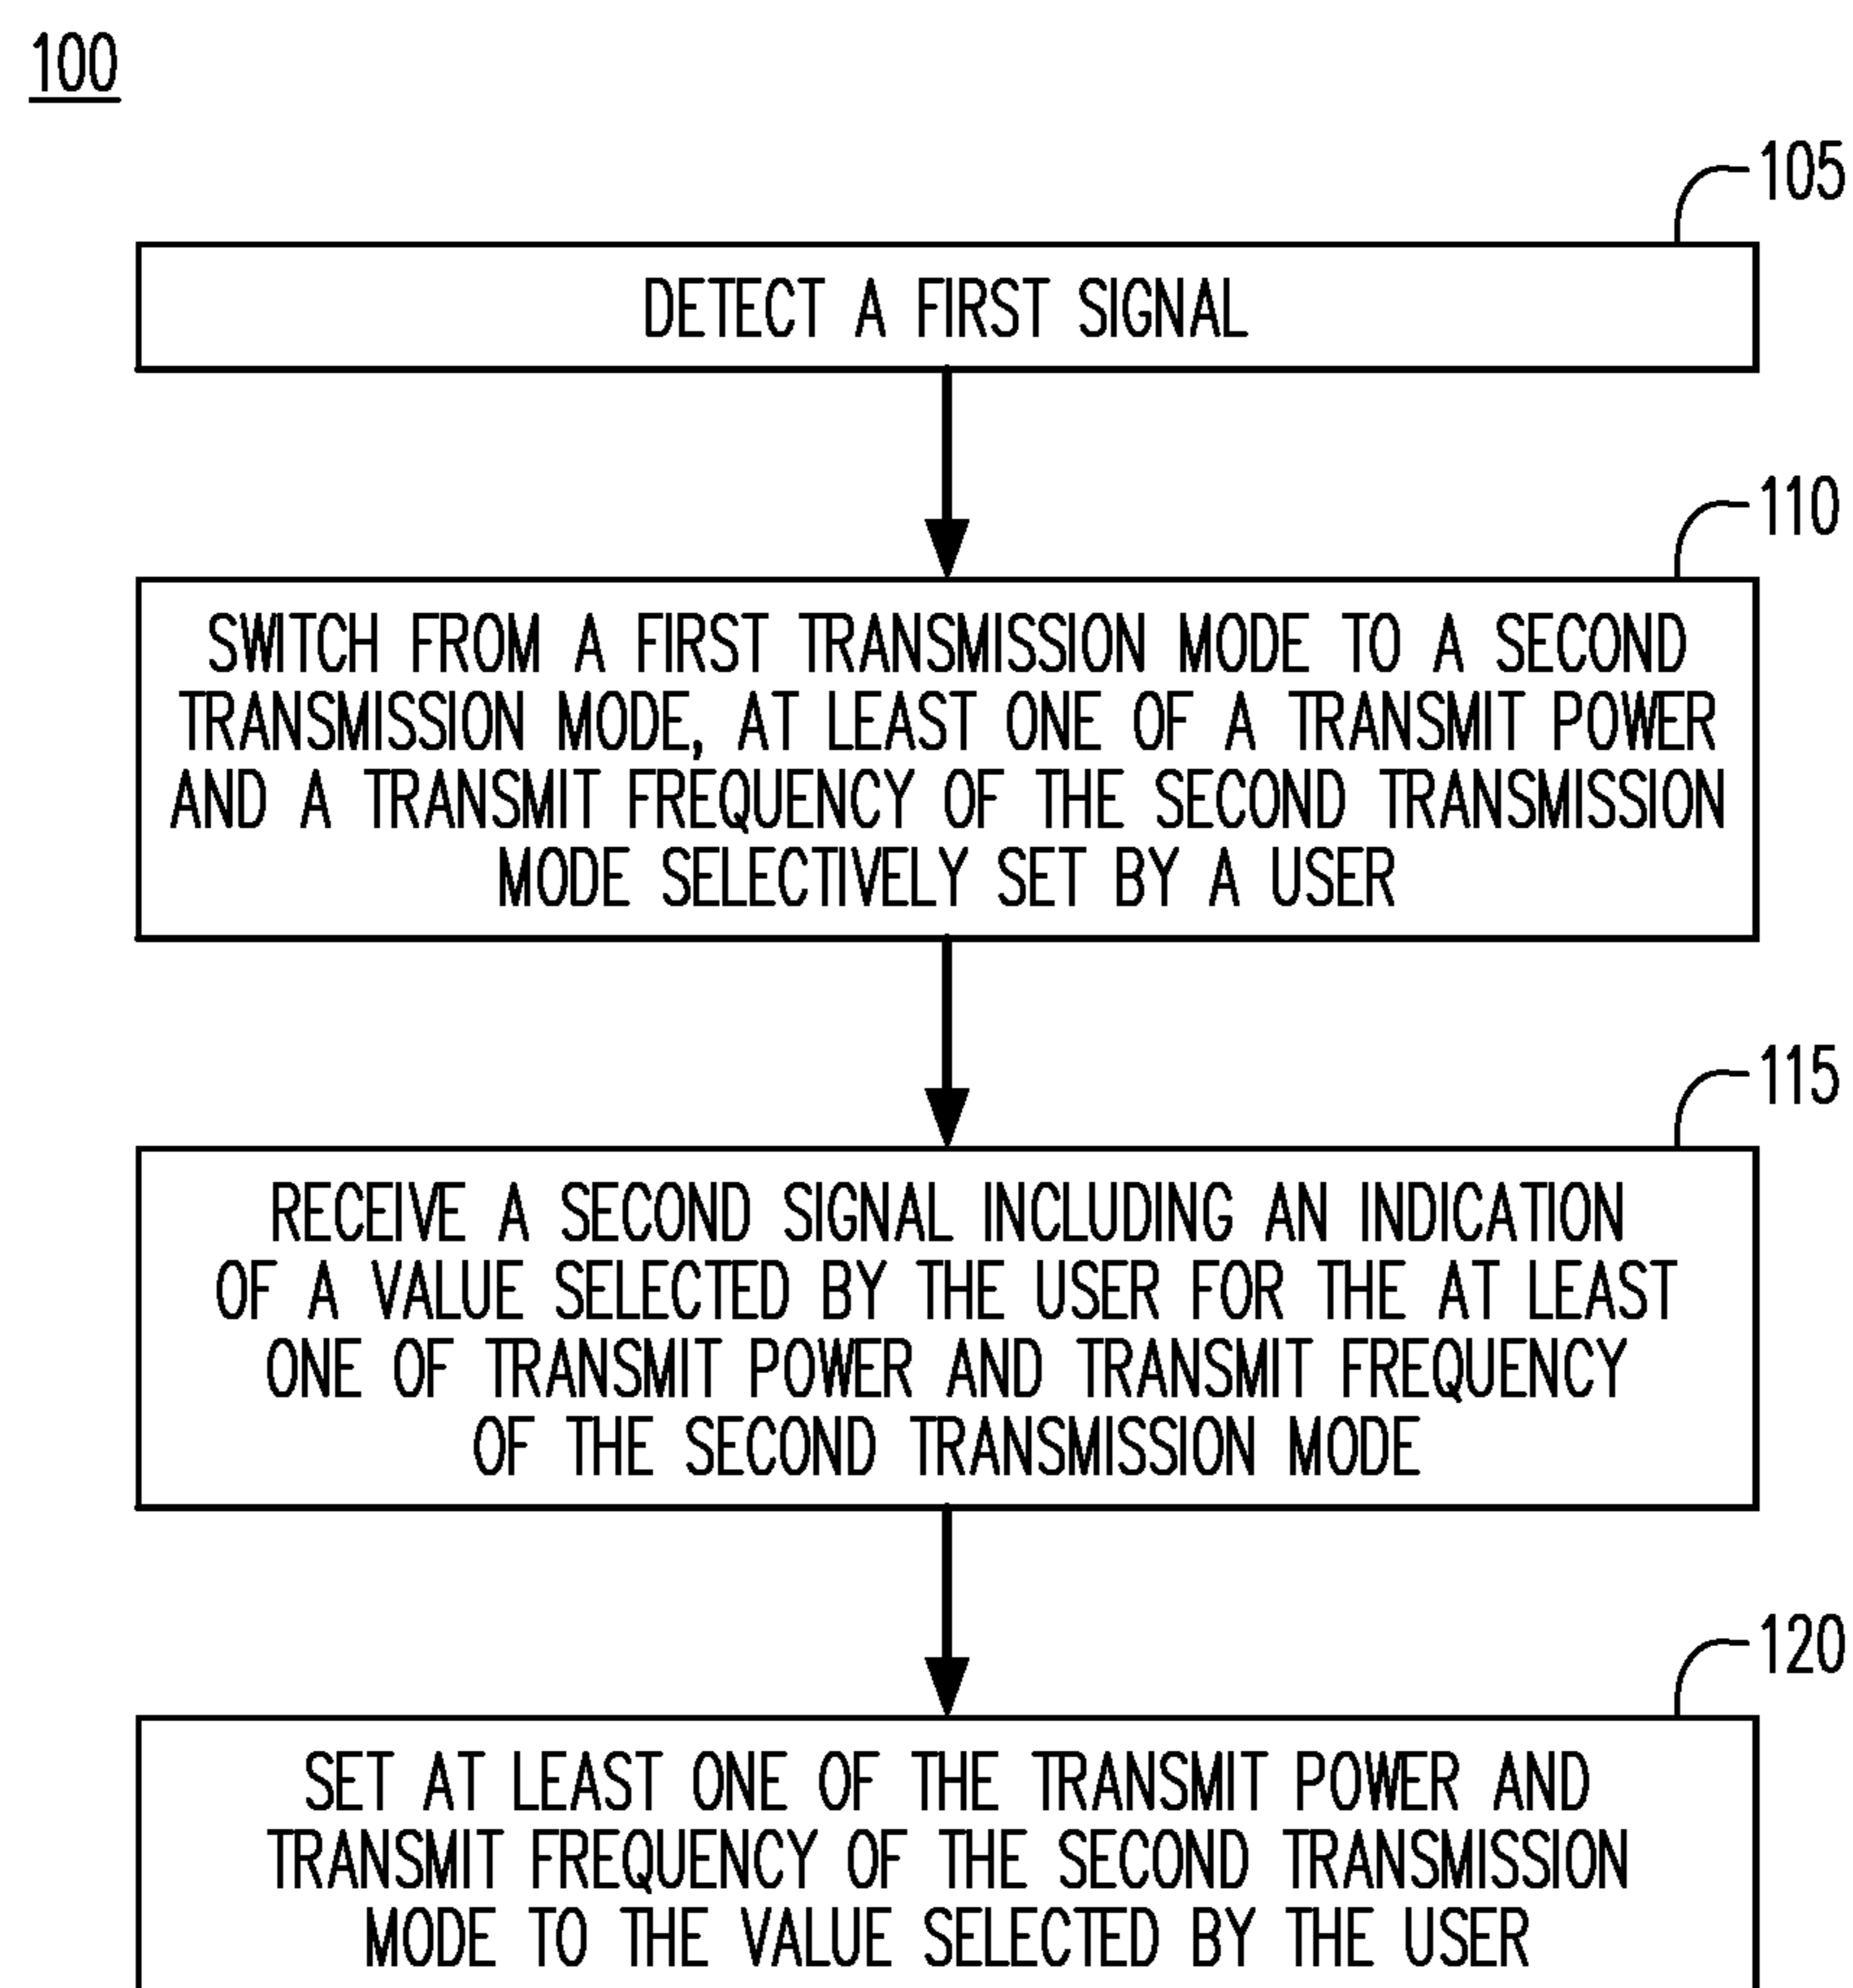 100
105
DETECT A FIRST SIGNAL
110
SWITCH FROM A FIRST TRANSMISSION MODE TO A SECOND
TRANSMISSION MODE, AT LEAST ONE OF A TRANSMIT POWER
AND A TRANSMIT FREQUENCY OF THE SECOND TRANSMISSION
MODE SELECTIVELY SET BY A USER
115
RECEIVE A SECOND SIGNAL INCLUDING AN INDICATION
OF A VALUE SELECTED BY THE USER FOR THE AT LEAST
ONE OF TRANSMIT POWER AND TRANSMIT FREQUENCY
OF THE SECOND TRANSMISSION MODE
120
SET AT LEAST ONE OF THE TRANSMIT POWER AND
TRANSMIT FREQUENCY OF THE SECOND TRANSMISSION
MODE TO THE VALUE SELECTED BY THE USER